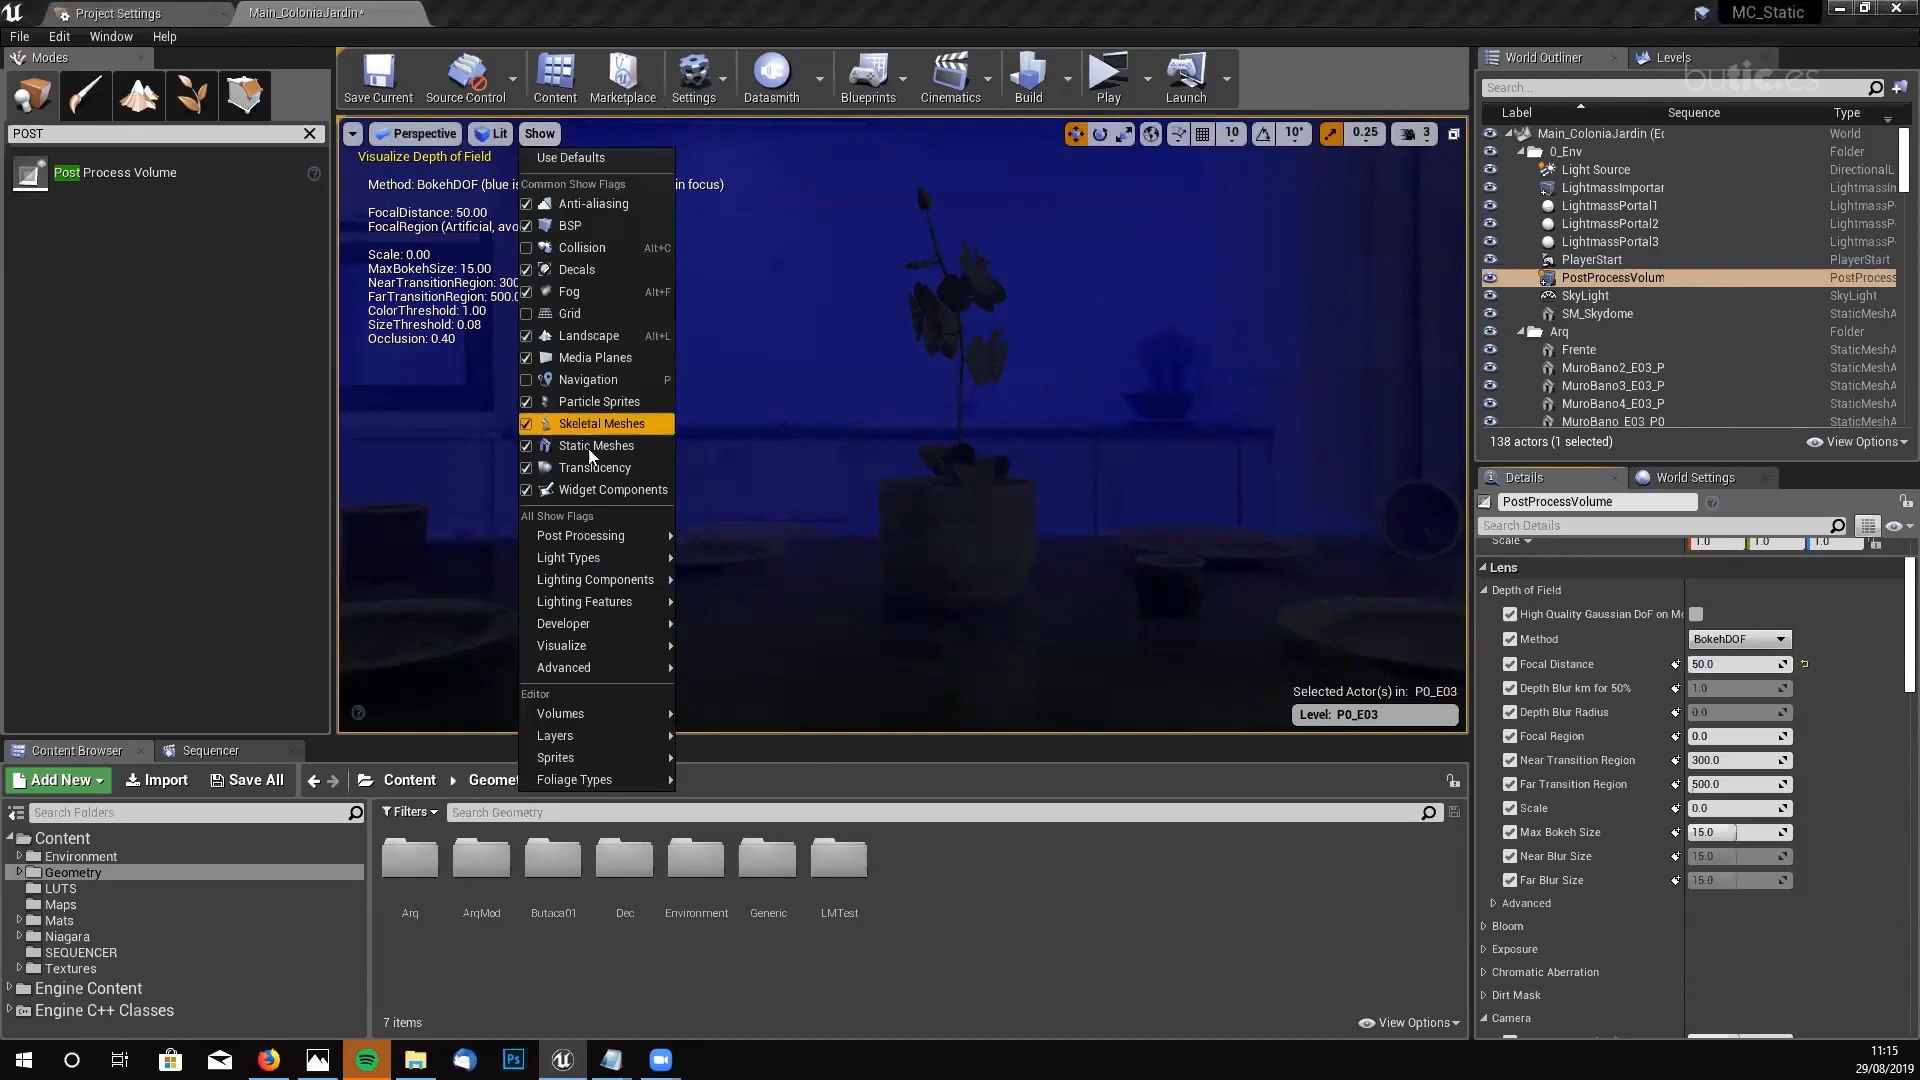 Project Settings
Main_ColoniaJardin*
MC_Static
File Edit Window Help
Modes
POST
Post Process Volume
Save Current
Source Control
Content
Marketplace
Settings
Datasmith
Blueprints
Cinematics
Build
Play
Launch
Perspective
Lit
Show
10
10°
0.25
3
Visualize Depth of Field
Method: BokehDOF (blue is
in focus)
FocalDistance: 50.00
FocalRegion (Artificial, avo
Scale: 0.00
MaxBokehSize: 15.00
NearTransitionRegion: 300
FarTransitionRegion: 500.0
ColorThreshold: 1.00
SizeThreshold: 0.08
Occlusion: 0.40
Use Defaults
Common Show Flags
Anti-aliasing
BSP
Collision Alt+C
Decals
Fog Alt+F
Grid
Landscape Alt+L
Media Planes
Navigation P
Particle Sprites
Skeletal Meshes
Static Meshes
Translucency
Widget Components
All Show Flags
Post Processing
Light Types
Lighting Components
Lighting Features
Developer
Visualize
Advanced
Editor
Volumes
Layers
Sprites
Foliage Types
Selected Actor(s) in: P0_E03
Level: P0_E03
World Outliner
Levels
butic.es
Search...
Label Sequence Type
Main_ColoniaJardin (Ec World
0_Env Folder
Light Source DirectionalL
LightmassImportar LightmassIn
LightmassPortal1 LightmassP
LightmassPortal2 LightmassP
LightmassPortal3 LightmassP
PlayerStart PlayerStart
PostProcessVolum PostProcess
SkyLight SkyLight
SM_Skydome StaticMeshA
Arq Folder
Frente StaticMeshA
MuroBano2_E03_P StaticMeshA
MuroBano3_E03_P StaticMeshA
MuroBano4_E03_P StaticMeshA
MuroBano_E03_P0 StaticMeshA
138 actors (1 selected)
View Options
Details
World Settings
PostProcessVolume
Search Details
Scale 1.0 1.0 1.0
Lens
Depth of Field
High Quality Gaussian DoF on Mo
Method BokehDOF
Focal Distance 50.0
Depth Blur km for 50% 1.0
Depth Blur Radius 0.0
Focal Region 0.0
Near Transition Region 300.0
Far Transition Region 500.0
Scale 0.0
Max Bokeh Size 15.0
Near Blur Size 15.0
Far Blur Size 15.0
Advanced
Bloom
Exposure
Chromatic Aberration
Dirt Mask
Camera
Content Browser
Sequencer
Add New
Import
Save All
Content
Geomet
Search Folders
Content
Environment
Geometry
LUTS
Maps
Mats
Niagara
SEQUENCER
Textures
Engine Content
Engine C++ Classes
Filters
Search Geometry
Arq
ArqMod
Butaca01
Dec
Environment
Generic
LMTest
7 items
View Options
Ps
11:15
29/08/2019